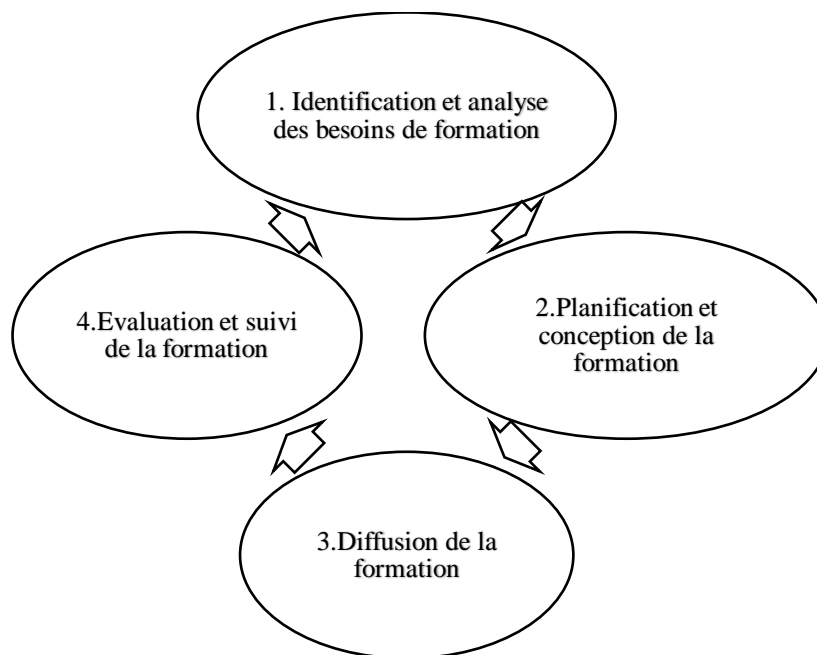 1. Identification et analyse
des besoins de formation
2.Planification et
conception de la
formation
3.Diffusion de la
formation
4.Evaluation et suivi
de la formation